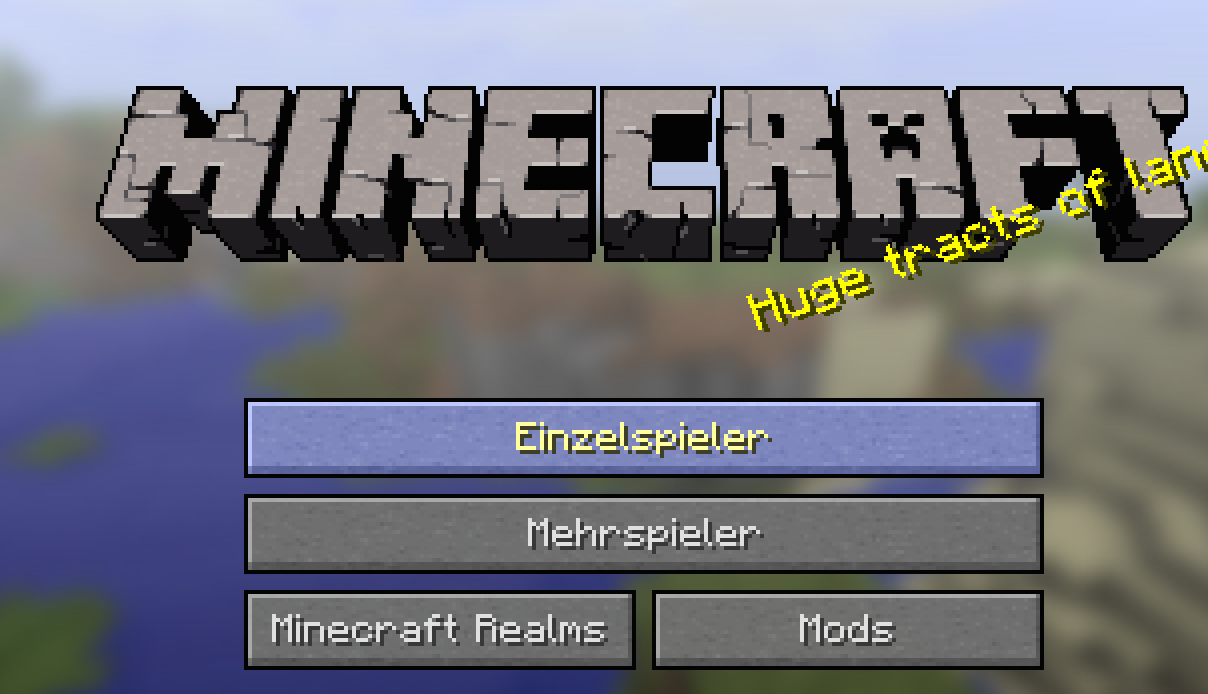 MINECRAFT
Huge tracts of
Einzelspieler
Mehrspieler
Minecraft Realms
Mods